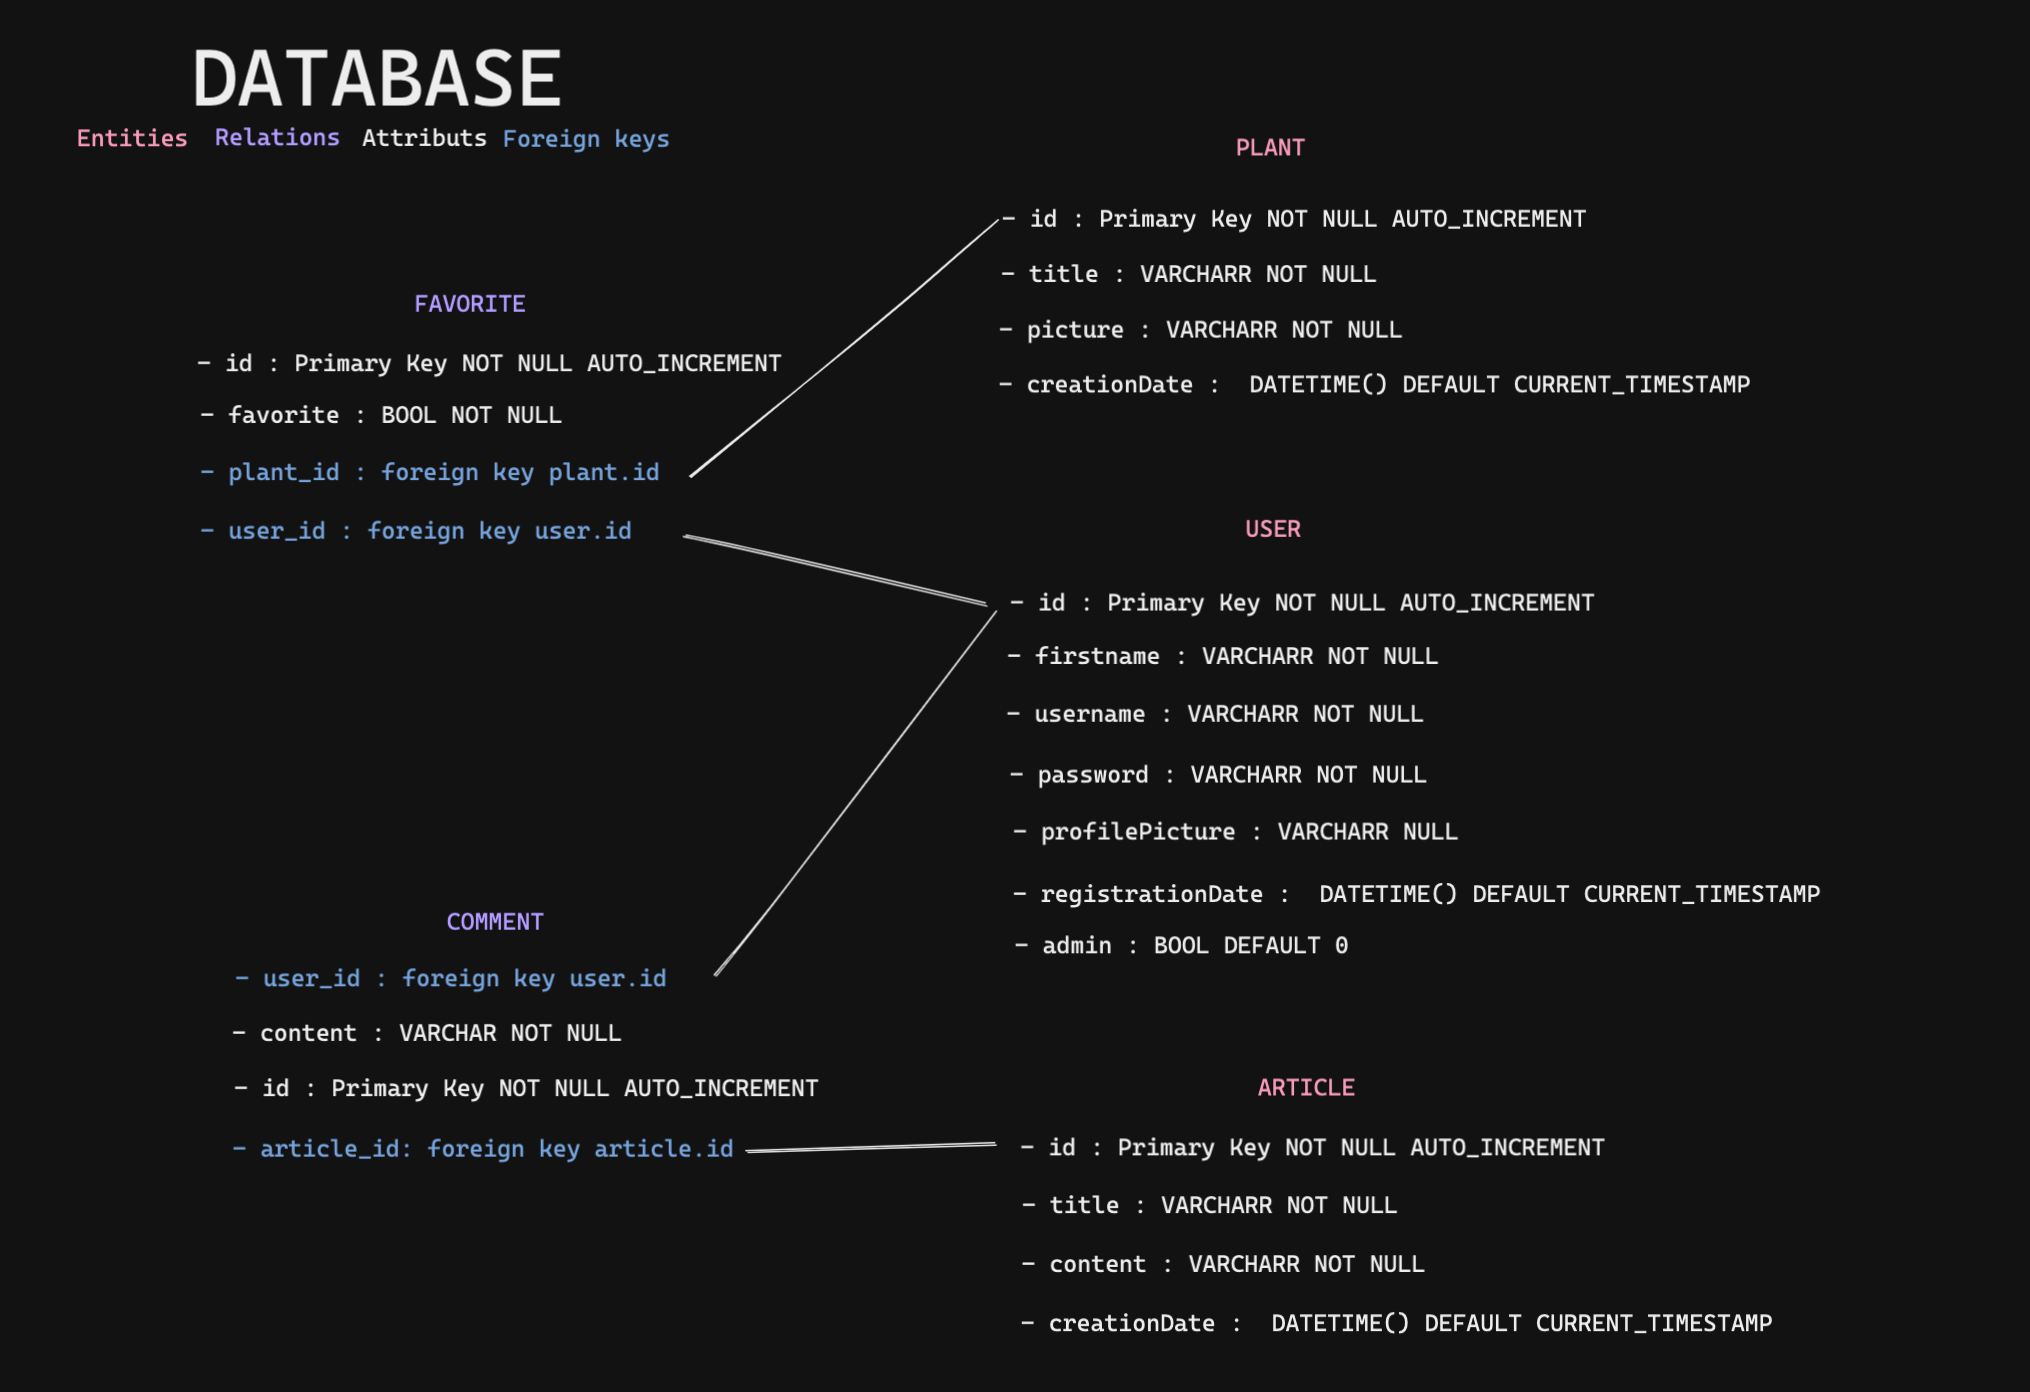 DATABASE
Entities Relations Attributs Foreign keys
FAVORITE
- id : Primary Key NOT NULL AUTO_INCREMENT
- favorite : BOOL NOT NULL
- plant_id : foreign key plant.id
- user_id : foreign key user.id
COMMENT
- user_id : foreign key user.id
- content : VARCHAR NOT NULL
- id : Primary Key NOT NULL AUTO_INCREMENT
- article_id: foreign key article.id
PLANT
- id : Primary Key NOT NULL AUTO_INCREMENT
- title : VARCHARR NOT NULL
- picture : VARCHARR NOT NULL
- creationDate :  DATETIME() DEFAULT CURRENT_TIMESTAMP
USER
- id : Primary Key NOT NULL AUTO_INCREMENT
- firstname : VARCHARR NOT NULL
- username : VARCHARR NOT NULL
- password : VARCHARR NOT NULL
- profilePicture : VARCHARR NULL
- registrationDate :  DATETIME() DEFAULT CURRENT_TIMESTAMP
- admin : BOOL DEFAULT 0
ARTICLE
- id : Primary Key NOT NULL AUTO_INCREMENT
- title : VARCHARR NOT NULL
- content : VARCHARR NOT NULL
- creationDate :  DATETIME() DEFAULT CURRENT_TIMESTAMP